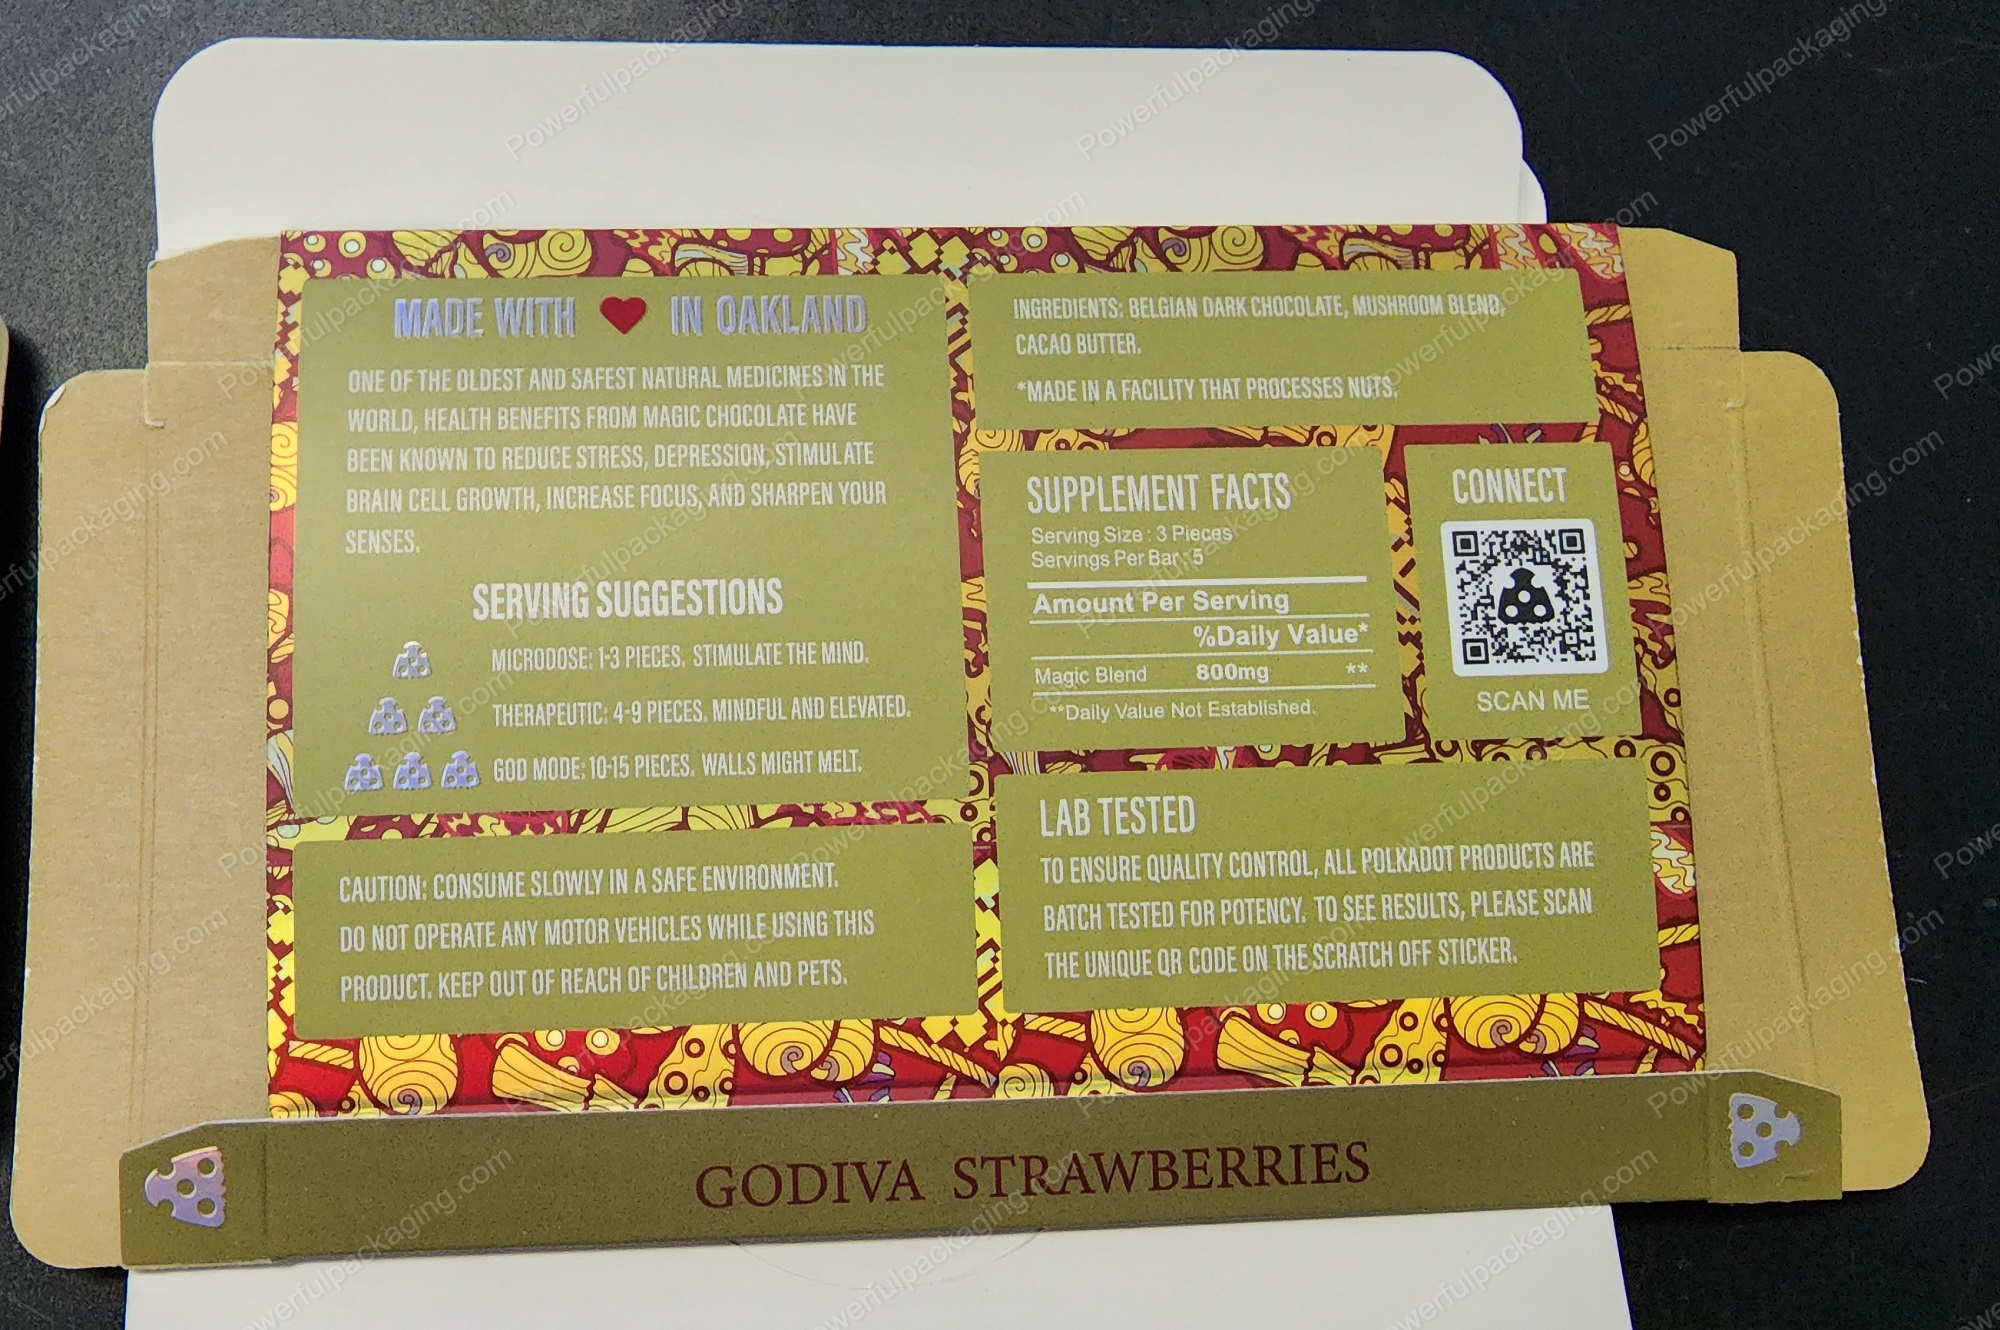 MADE WITH ❤ IN OAKLAND
ONE OF THE OLDEST AND SAFEST NATURAL MEDICINES IN THE
WORLD, HEALTH BENEFITS FROM MAGIC CHOCOLATE HAVE
BEEN KNOWN TO REDUCE STRESS, DEPRESSION, STIMULATE
BRAIN CELL GROWTH, INCREASE FOCUS, AND SHARPEN YOUR
SENSES.
SERVING SUGGESTIONS
MICRODOSE: 1-3 PIECES. STIMULATE THE MIND.
THERAPEUTIC: 4-9 PIECES. MINDFUL AND ELEVATED.
GOD MODE: 10-15 PIECES. WALLS MIGHT MELT.
CAUTION: CONSUME SLOWLY IN A SAFE ENVIRONMENT.
DO NOT OPERATE ANY MOTOR VEHICLES WHILE USING THIS
PRODUCT. KEEP OUT OF REACH OF CHILDREN AND PETS.
INGREDIENTS: BELGIAN DARK CHOCOLATE, MUSHROOM BLEND,
CACAO BUTTER.
*MADE IN A FACILITY THAT PROCESSES NUTS.
SUPPLEMENT FACTS
Serving Size : 3 Pieces
Servings Per Bar : 5
Amount Per Serving
%Daily Value*
Magic Blend 800mg **
**Daily Value Not Established.
CONNECT
SCAN ME
LAB TESTED
TO ENSURE QUALITY CONTROL, ALL POLKADOT PRODUCTS ARE
BATCH TESTED FOR POTENCY. TO SEE RESULTS, PLEASE SCAN
THE UNIQUE QR CODE ON THE SCRATCH OFF STICKER.
GODIVA STRAWBERRIES
Powerfulpackaging.com